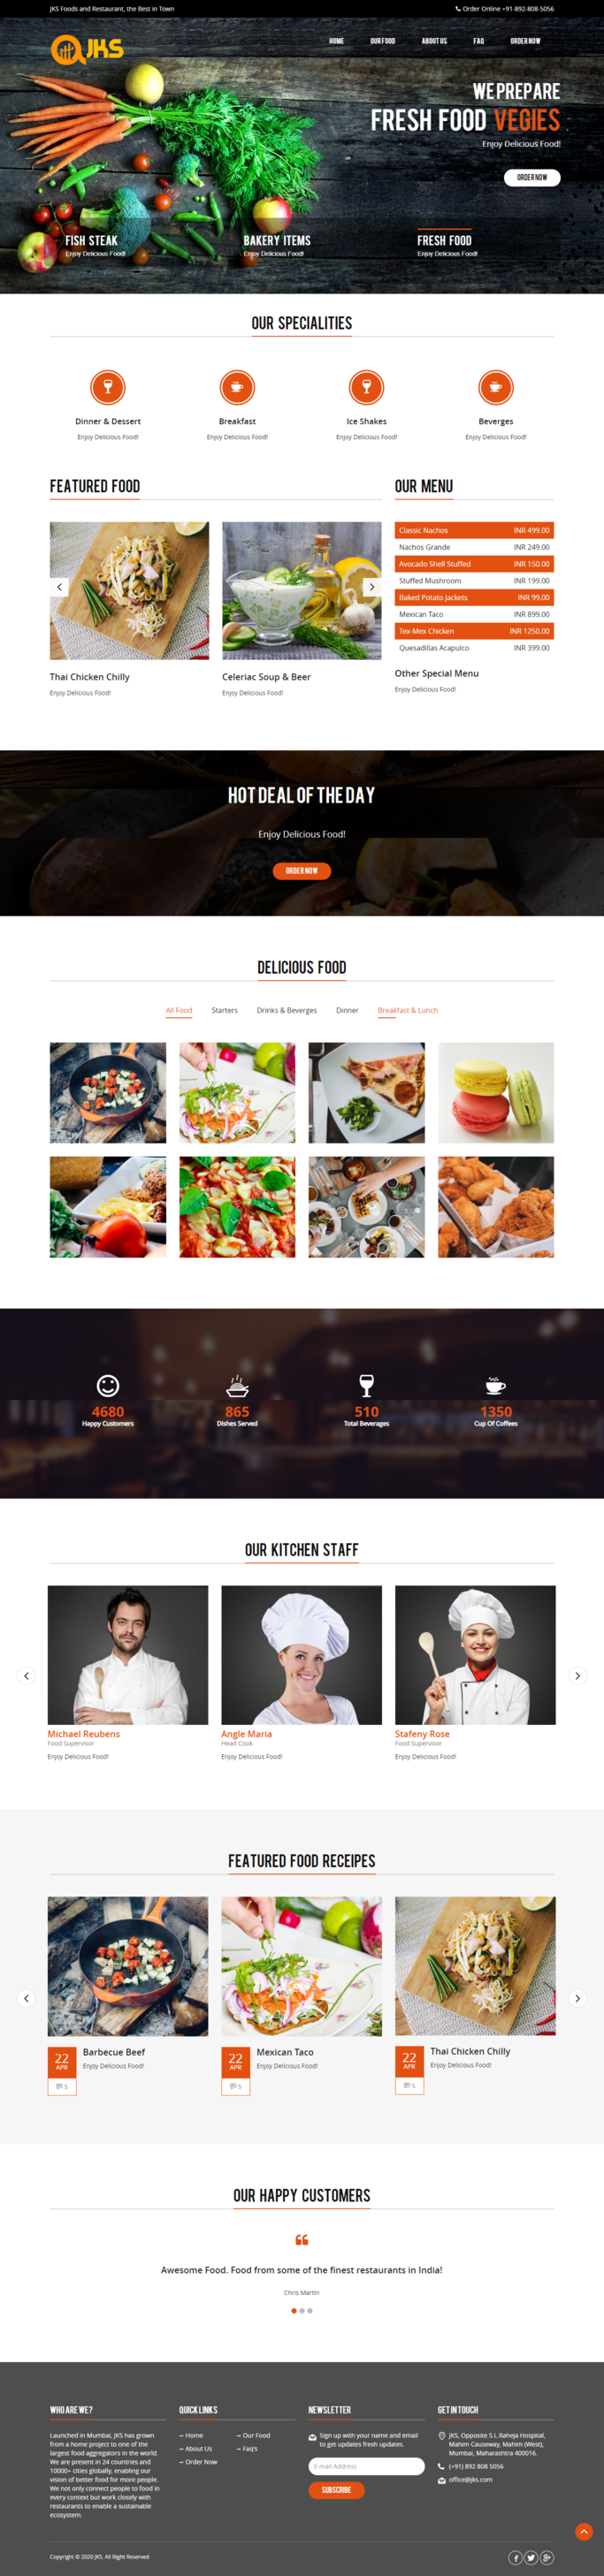 JKS Foods and Restaurant, the Best in Town
Order Online +91-892-808-5056
JKS
HOME OUR FOOD ABOUT US FAQ ORDER NOW
WE PREPARE
FRESH FOOD VEGIES
Enjoy Delicious Food!
ORDER NOW
FISH STEAK
Enjoy Delicious Food!
BAKERY ITEMS
Enjoy Delicious Food!
FRESH FOOD
Enjoy Delicious Food!
OUR SPECIALITIES
Dinner & Dessert
Enjoy Delicious Food!
Breakfast
Enjoy Delicious Food!
Ice Shakes
Enjoy Delicious Food!
Beverges
Enjoy Delicious Food!
FEATURED FOOD
Thai Chicken Chilly
Enjoy Delicious Food!
Celeriac Soup & Beer
Enjoy Delicious Food!
OUR MENU
Classic Nachos INR 499.00
Nachos Grande INR 249.00
Avocado Shell Stuffed INR 150.00
Stuffed Mushroom INR 199.00
Baked Potato Jackets INR 99.00
Mexican Taco INR 899.00
Tex-Mex Chicken INR 1250.00
Quesadillas Acapulco INR 399.00
Other Special Menu
Enjoy Delicious Food!
HOT DEAL OF THE DAY
Enjoy Delicious Food!
ORDER NOW
DELICIOUS FOOD
All Food Starters Drinks & Beverges Dinner Breakfast & Lunch
4680
Happy Customers
865
Dishes Served
510
Total Beverages
1350
Cup Of Coffees
OUR KITCHEN STAFF
Michael Reubens
Food Supervisor
Enjoy Delicious Food!
Angle Maria
Head Cook
Enjoy Delicious Food!
Stafeny Rose
Food Supervisor
Enjoy Delicious Food!
FEATURED FOOD RECEIPES
22
APR
5
Barbecue Beef
Enjoy Delicious Food!
22
APR
5
Mexican Taco
Enjoy Delicious Food!
22
APR
5
Thai Chicken Chilly
Enjoy Delicious Food!
OUR HAPPY CUSTOMERS
Awesome Food. Food from some of the finest restaurants in India!
Chris Martin
WHO ARE WE?
Launched in Mumbai, JKS has grown
from a home project to one of the
largest food aggregators in the world.
We are present in 24 countries and
10000+ cities globally, enabling our
vision of better food for more people.
We not only connect people to food in
every context but work closely with
restaurants to enable a sustainable
ecosystem.
QUICK LINKS
→ Home
→ Our Food
→ About Us
→ Faq's
→ Order Now
NEWSLETTER
Sign up with your name and email
to get updates fresh updates.
E-mail Address
SUBSCRIBE
GET IN TOUCH
JKS, Opposite S.L.Raheja Hospital,
Mahim Causeway, Mahim (West),
Mumbai, Maharashtra 400016.
(+91) 892 808 5056
office@jks.com
Copyright © 2020 JKS. All Right Reserved